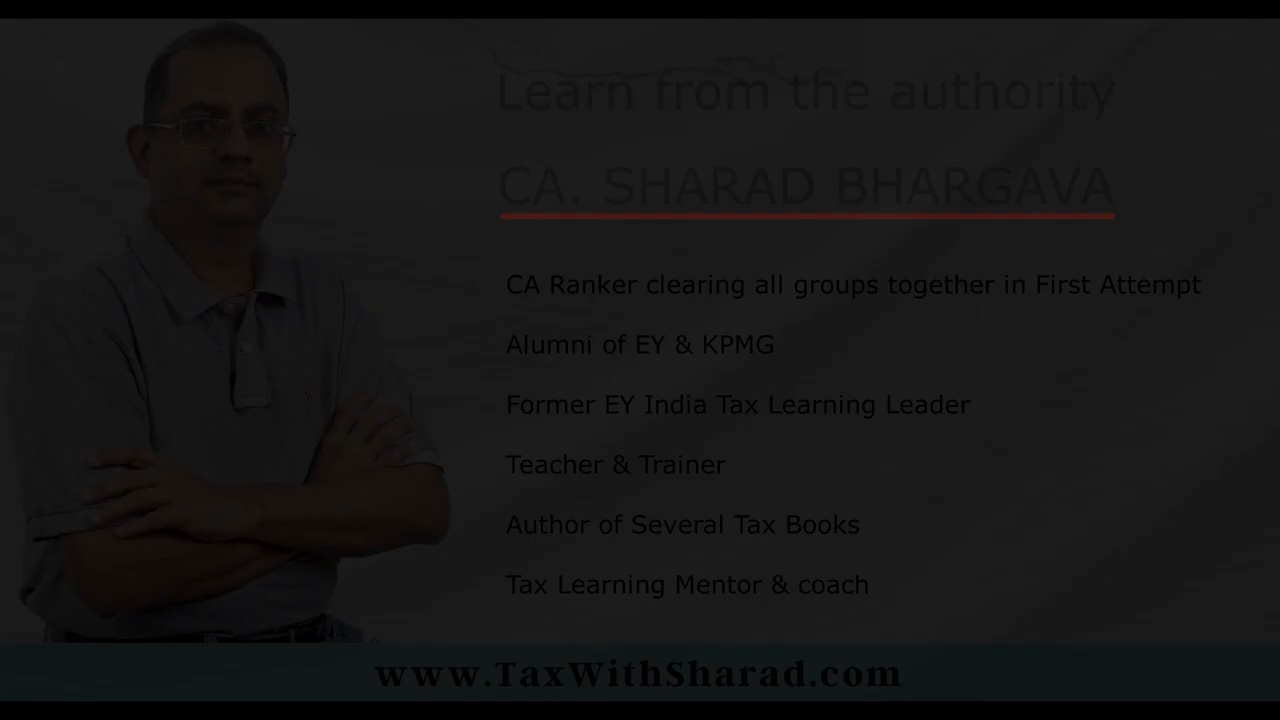 Learn from the authority
CA. SHARAD BHARGAVA
CA Ranker clearing all groups together in First Attempt
Alumni of EY & KPMG
Former EY India Tax Learning Leader
Teacher & Trainer
Author of Several Tax Books
Tax Learning Mentor & coach
www.TaxWithSharad.com